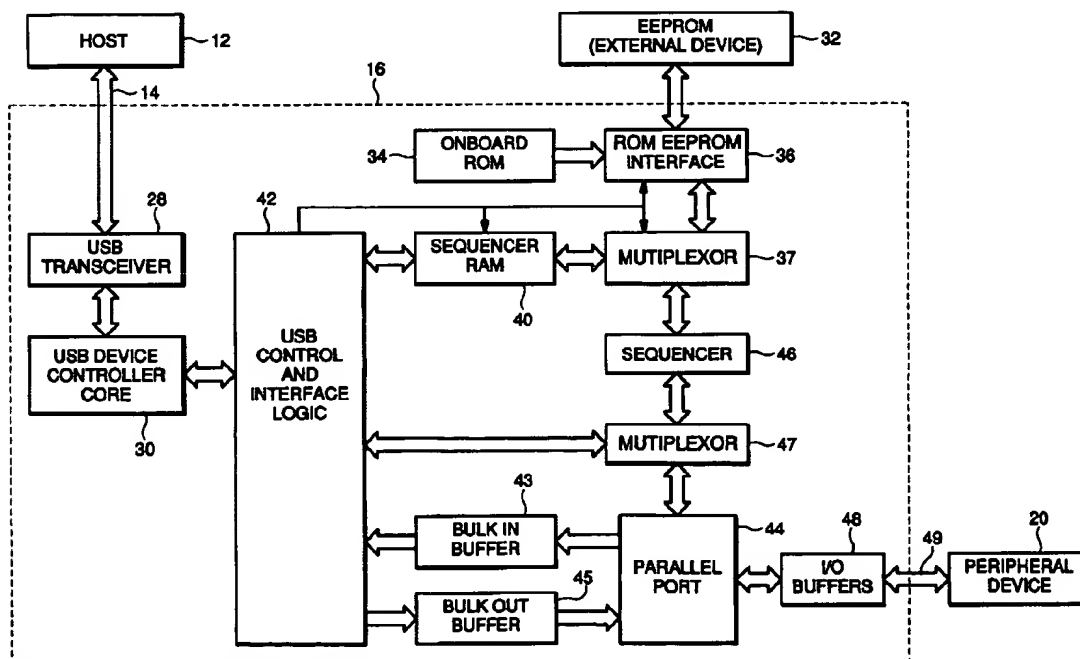 HOST
12
EEPROM
(EXTERNAL DEVICE)
32
14
16
34
ONBOARD
ROM
ROM EEPROM
INTERFACE
36
28
42
USB
TRANSCEIVER
SEQUENCER
RAM
MUTIPLEXOR
37
40
USB DEVICE
CONTROLLER
CORE
30
USB
CONTROL
AND
INTERFACE
LOGIC
SEQUENCER
46
MUTIPLEXOR
47
43
BULK IN
BUFFER
44
48
49
20
PARALLEL
PORT
I/O
BUFFERS
PERIPHERAL
DEVICE
45
BULK OUT
BUFFER